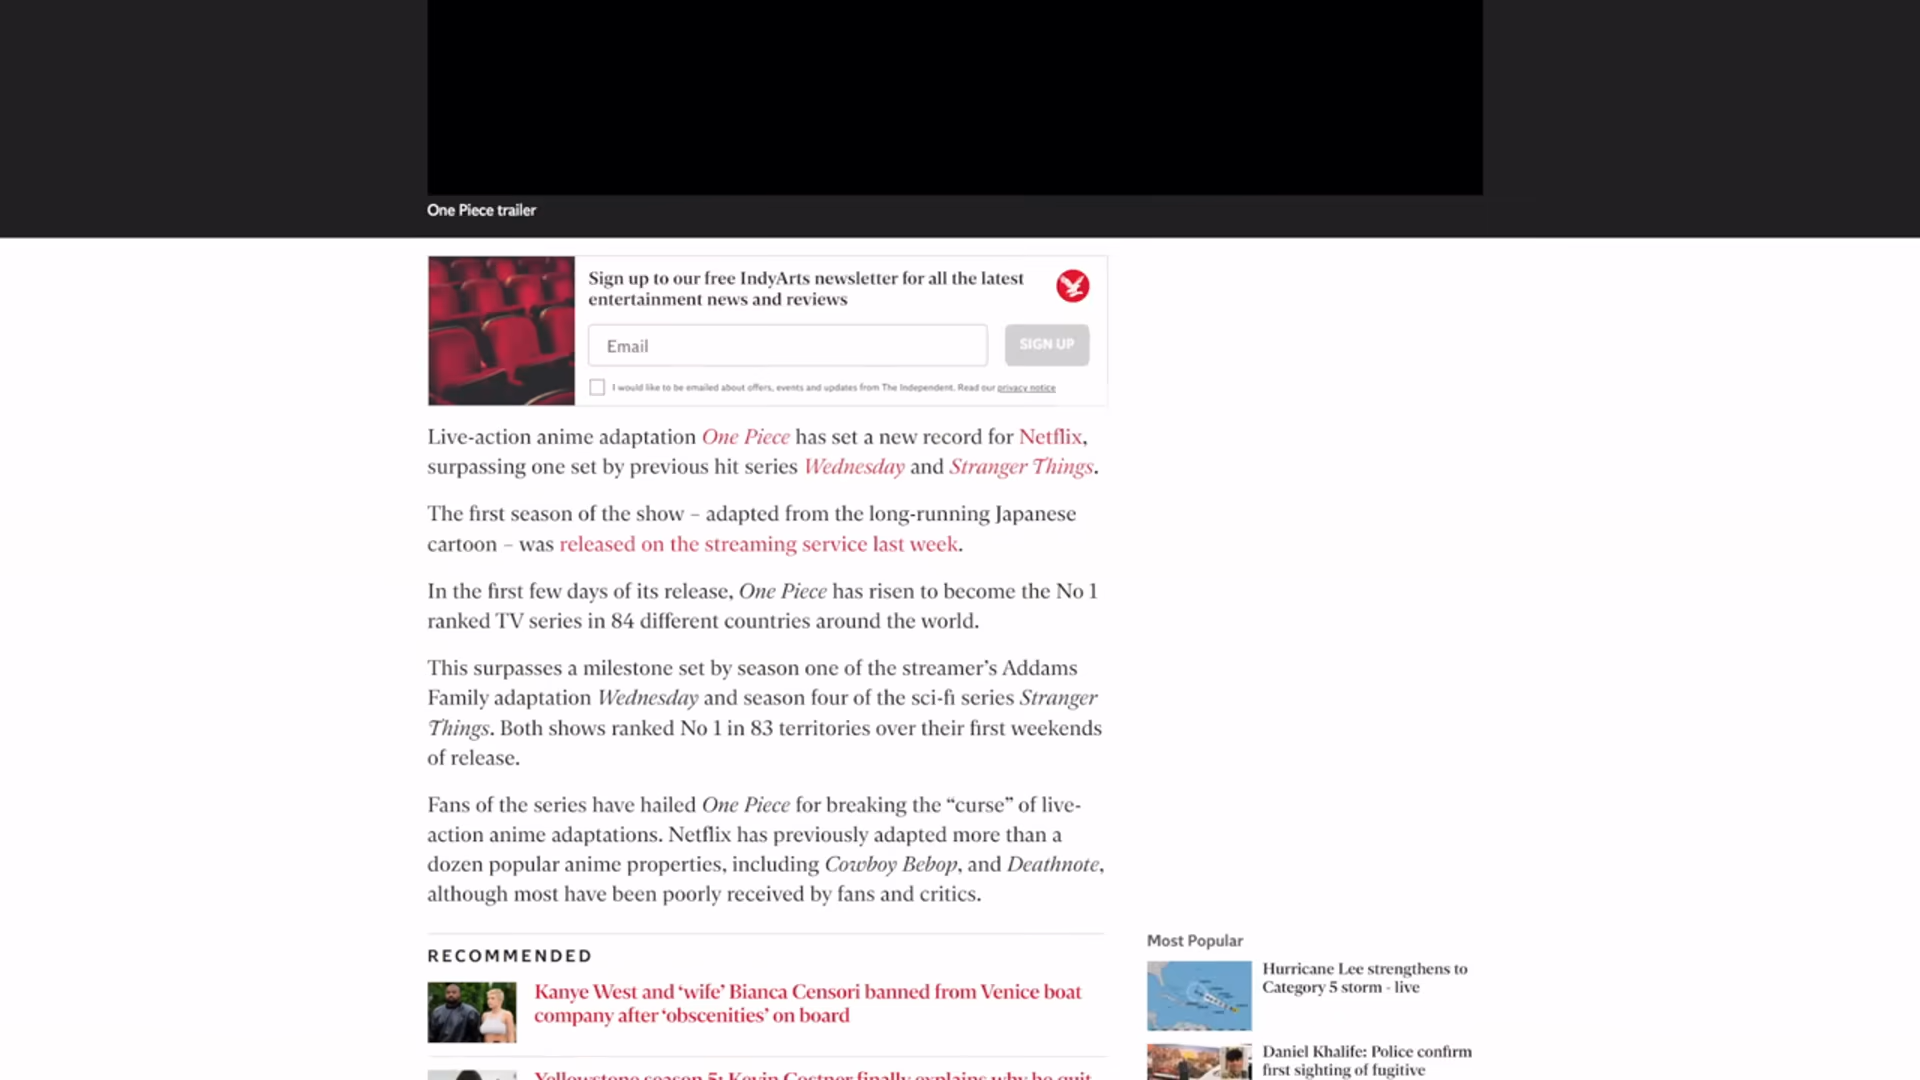 One Piece trailer
Sign up to our free IndyArts newsletter for all the latest
entertainment news and reviews
Email
SIGN UP
I would like to be emailed about offers, events and updates from The Independent. Read our privacy notice
Live-action anime adaptation One Piece has set a new record for Netflix,
surpassing one set by previous hit series Wednesday and Stranger Things.
The first season of the show – adapted from the long-running Japanese
cartoon – was released on the streaming service last week.
In the first few days of its release, One Piece has risen to become the No 1
ranked TV series in 84 different countries around the world.
This surpasses a milestone set by season one of the streamer’s Addams
Family adaptation Wednesday and season four of the sci-fi series Stranger
Things. Both shows ranked No 1 in 83 territories over their first weekends
of release.
Fans of the series have hailed One Piece for breaking the “curse” of live-
action anime adaptations. Netflix has previously adapted more than a
dozen popular anime properties, including Cowboy Bebop, and Deathnote,
although most have been poorly received by fans and critics.
RECOMMENDED
Kanye West and ‘wife’ Bianca Censori banned from Venice boat
company after ‘obscenities’ on board
Yellowstone season 5: Kevin Costner finally explains why he quit
Most Popular
Hurricane Lee strengthens to
Category 5 storm - live
Daniel Khalife: Police confirm
first sighting of fugitive